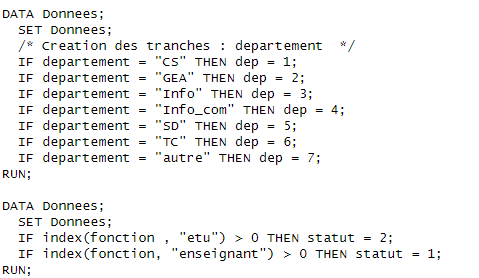 DATA Donnees;
SET Donnees;
/* Creation des tranches : departement */
IF departement = "CS" THEN dep = 1;
IF departement = "GEA" THEN dep = 2;
IF departement = "Info" THEN dep = 3;
IF departement = "Info_com" THEN dep = 4;
IF departement = "SD" THEN dep = 5;
IF departement = "TC" THEN dep = 6;
IF departement = "autre" THEN dep = 7;
RUN;
DATA Donnees;
SET Donnees;
IF index(fonction , "etu") > 0 THEN statut = 2;
IF index(fonction, "enseignant") > 0 THEN statut = 1;
RUN;